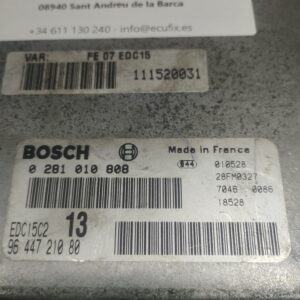 08940 Sant Andreu de la Barca
+34 611 130 240 - info@ecufix.es
VAR: FE 07 EDC15
111520031
BOSCH Made in France
0 281 010 808
010528
28FM0327
7046 0086
18528
EDC15C2 13
96 447 210 80